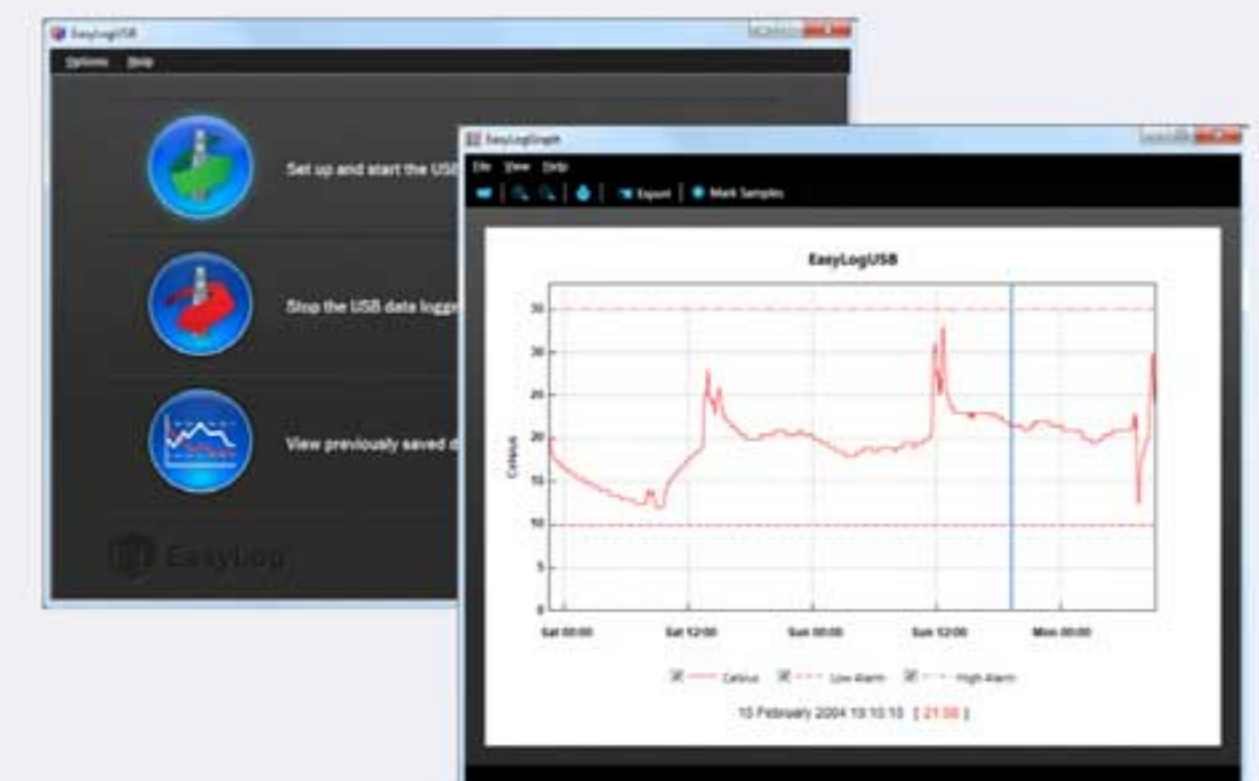 EasyLogUSB
Options Help
Set up and start the USB
Stop the USB data logge
View previously saved d
EasyLog
EasyLogGraph
File View Help
Export Mark Samples
EasyLogUSB
Celsius
35
30
25
20
15
10
5
0
Sat 00:00 Sat 12:00 Sun 00:00 Sun 12:00 Mon 00:00
Celsius Low Alarm High Alarm
15 February 2004 19:10:10 [ 21.50 ]